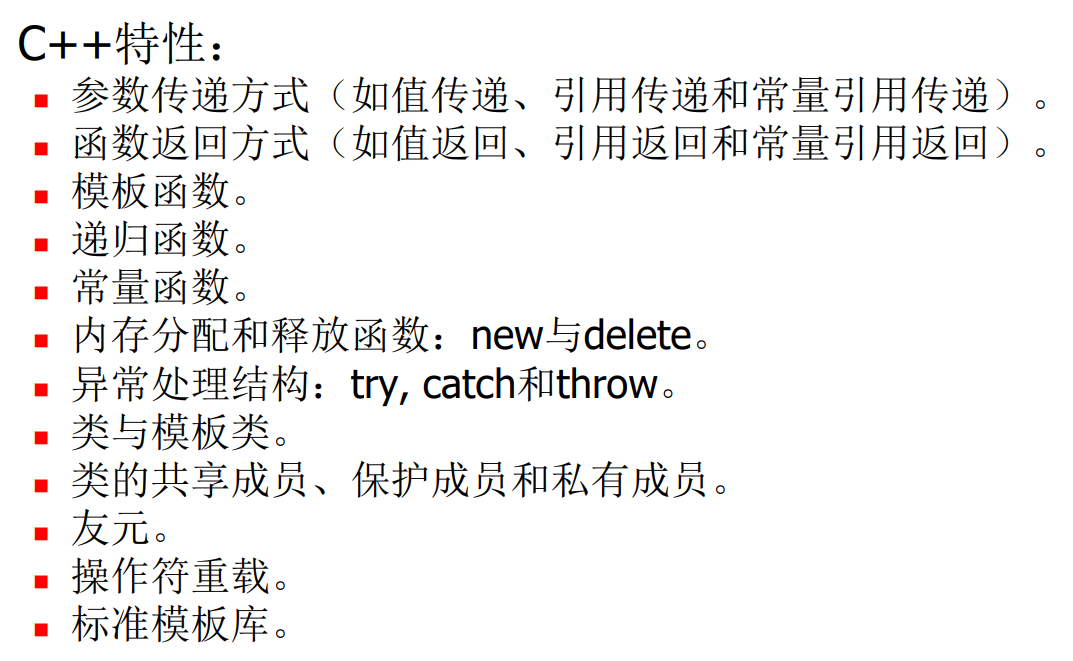 C++特性：
参数传递方式（如值传递、引用传递和常量引用传递）。
函数返回方式（如值返回、引用返回和常量引用返回）。
模板函数。
递归函数。
常量函数。
内存分配和释放函数：new与delete。
异常处理结构：try, catch和throw。
类与模板类。
类的共享成员、保护成员和私有成员。
友元。
操作符重载。
标准模板库。